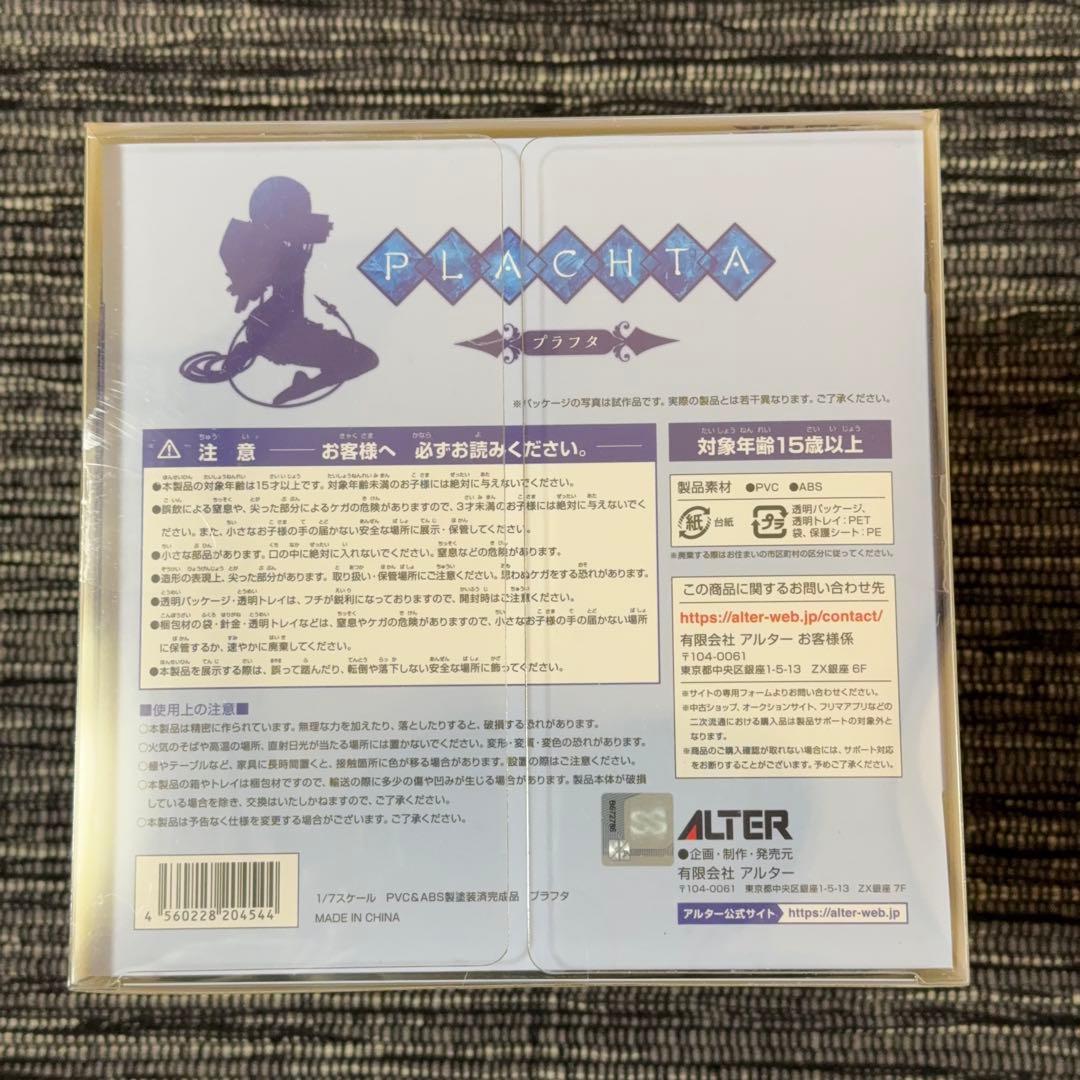 PLACHTA
プラフタ
※パッケージの写真は試作品です。実際の製品とは若干異なります。ご了承ください。
注意 お客様へ 必ずお読みください。
●本製品の対象年齢は15才以上です。対象年齢未満のお子様には絶対に与えないでください。
●誤飲による窒息や、尖った部分によるケガの危険がありますので、3才未満のお子様には絶対に与えないでく
ださい。また、小さなお子様の手の届かない安全な場所に展示・保管してください。
●小さな部品があります。口の中に絶対に入れないでください。窒息などの危険があります。
●造形の表現上、尖った部分があります。取り扱い・保管場所にご注意ください。思わぬケガをする恐れがあります。
●透明パッケージ・透明トレイは、フチが鋭利になっておりますので、開封時はご注意ください。
●梱包材の袋・針金・透明トレイなどは、窒息やケガの危険がありますので、小さなお子様の手の届かない場所
に保管するか、速やかに廃棄してください。
●本製品を展示する際は、誤って踏んだり、転倒や落下しない安全な場所に飾ってください。
■使用上の注意■
○本製品は精密に作られています。無理な力を加えたり、落としたりすると、破損する恐れがあります。
○火気のそばや高温の場所、直射日光が当たる場所には置かないでください。変形・変質・変色の恐れがあります。
○棚やテーブルなど、家具に長時間置くと、接触箇所に色が移る場合があります。設置の際はご注意ください。
○本製品の箱やトレイは梱包材ですので、輸送の際に多少の傷や凹みが生じる場合があります。製品本体が破損
している場合を除き、交換はいたしかねますので、ご了承ください。
○本製品は予告なく仕様を変更する場合がございます。ご了承ください。
4 560228 204544
1/7スケール PVC&ABS製塗装済完成品 プラフタ
MADE IN CHINA
対象年齢15歳以上
製品素材 ●PVC ●ABS
紙 台紙
プラ 透明パッケージ、
透明トレイ:PET
袋、保護シート:PE
※廃棄する際はお住まいの市区町村の区分に従ってください。
この商品に関するお問い合わせ先
https://alter-web.jp/contact/
有限会社 アルター お客様係
〒104-0061
東京都中央区銀座1-5-13 ZX銀座 6F
※サイトの専用フォームよりお問い合わせください。
※中古ショップ、オークションサイト、フリマアプリなどの
二次流通における購入品は製品サポートの対象外と
なります。
※商品のご購入確認が取れない場合には、サポート対応
をお断りすることがございます。予めご了承ください。
B672786
SS
ALTER
●企画・制作・発売元
有限会社 アルター
〒104-0061 東京都中央区銀座1-5-13 ZX銀座 7F
アルター公式サイト https://alter-web.jp